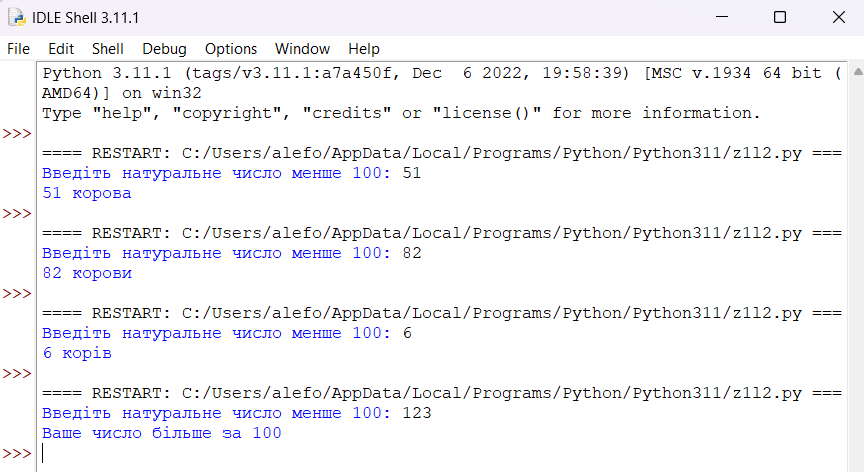 IDLE Shell 3.11.1
File Edit Shell Debug Options Window Help
Python 3.11.1 (tags/v3.11.1:a7a450f, Dec  6 2022, 19:58:39) [MSC v.1934 64 bit (
AMD64)] on win32
Type "help", "copyright", "credits" or "license()" for more information.
>>>
==== RESTART: C:/Users/alefo/AppData/Local/Programs/Python/Python311/z1l2.py ===
Введіть натуральне число менше 100: 51
51 корова
>>>
==== RESTART: C:/Users/alefo/AppData/Local/Programs/Python/Python311/z1l2.py ===
Введіть натуральне число менше 100: 82
82 корови
>>>
==== RESTART: C:/Users/alefo/AppData/Local/Programs/Python/Python311/z1l2.py ===
Введіть натуральне число менше 100: 6
6 корів
>>>
==== RESTART: C:/Users/alefo/AppData/Local/Programs/Python/Python311/z1l2.py ===
Введіть натуральне число менше 100: 123
Ваше число більше за 100
>>>